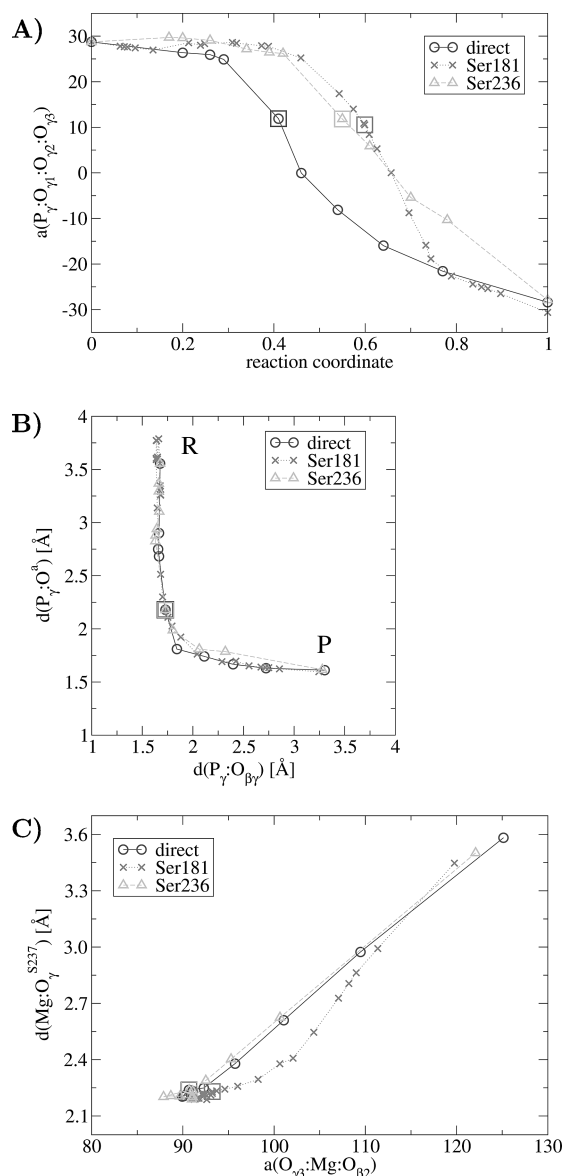 A)
30
20
10
0
-10
-20
-30
a(Pγ:Oγ1:Oγ2:Oγ3)
direct
Ser181
Ser236
0
0.2
0.4
0.6
0.8
1
reaction coordinate
B)
4
3.5
3
2.5
2
1.5
1
d(Pγ:Oᵃ) [Å]
R
P
direct
Ser181
Ser236
1
1.5
2
2.5
3
3.5
4
d(Pγ:Oβγ) [Å]
C)
3.6
3.3
3.0
2.7
2.4
2.1
d(Mg:OγS237) [Å]
direct
Ser181
Ser236
80
90
100
110
120
130
a(Oγ3:Mg:Oβ2)